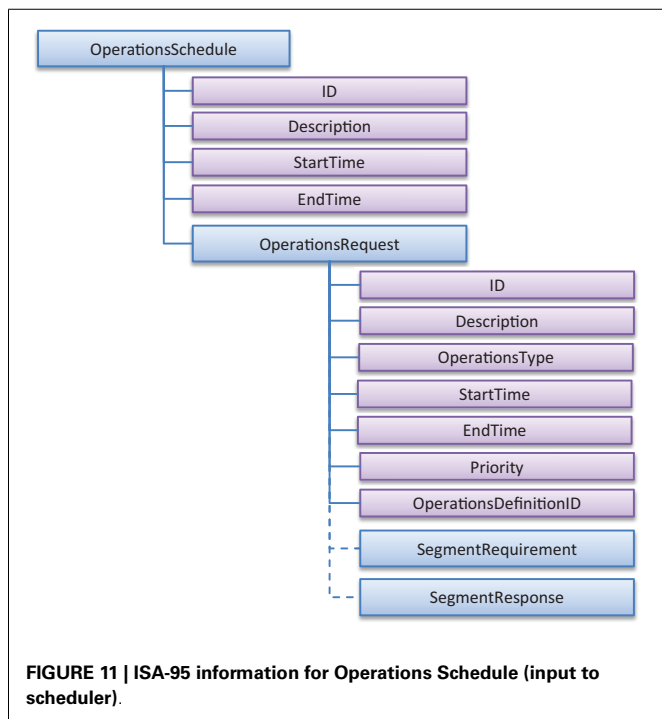 OperationsSchedule
ID
Description
StartTime
EndTime
OperationsRequest
ID
Description
OperationsType
StartTime
EndTime
Priority
OperationsDefinitionID
SegmentRequirement
SegmentResponse
FIGURE 11 | ISA-95 information for Operations Schedule (input to
scheduler).